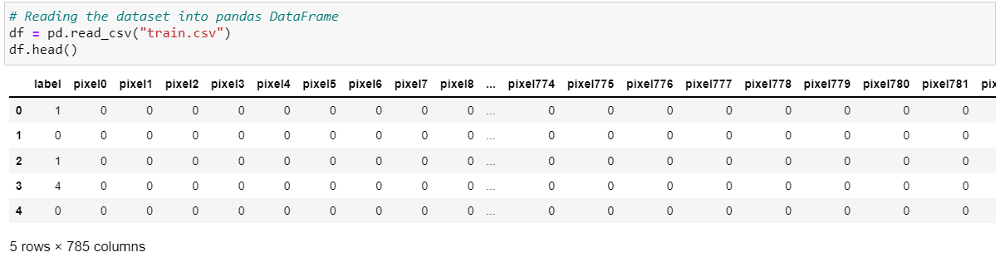 # Reading the dataset into pandas DataFrame
df = pd.read_csv("train.csv")
df.head()
label pixel0 pixel1 pixel2 pixel3 pixel4 pixel5 pixel6 pixel7 pixel8 ... pixel774 pixel775 pixel776 pixel777 pixel778 pixel779 pixel780 pixel781
0 1 0 0 0 0 0 0 0 0 0 ... 0 0 0 0 0 0 0 0
1 0 0 0 0 0 0 0 0 0 0 ... 0 0 0 0 0 0 0 0
2 1 0 0 0 0 0 0 0 0 0 ... 0 0 0 0 0 0 0 0
3 4 0 0 0 0 0 0 0 0 0 ... 0 0 0 0 0 0 0 0
4 0 0 0 0 0 0 0 0 0 0 ... 0 0 0 0 0 0 0 0
5 rows × 785 columns